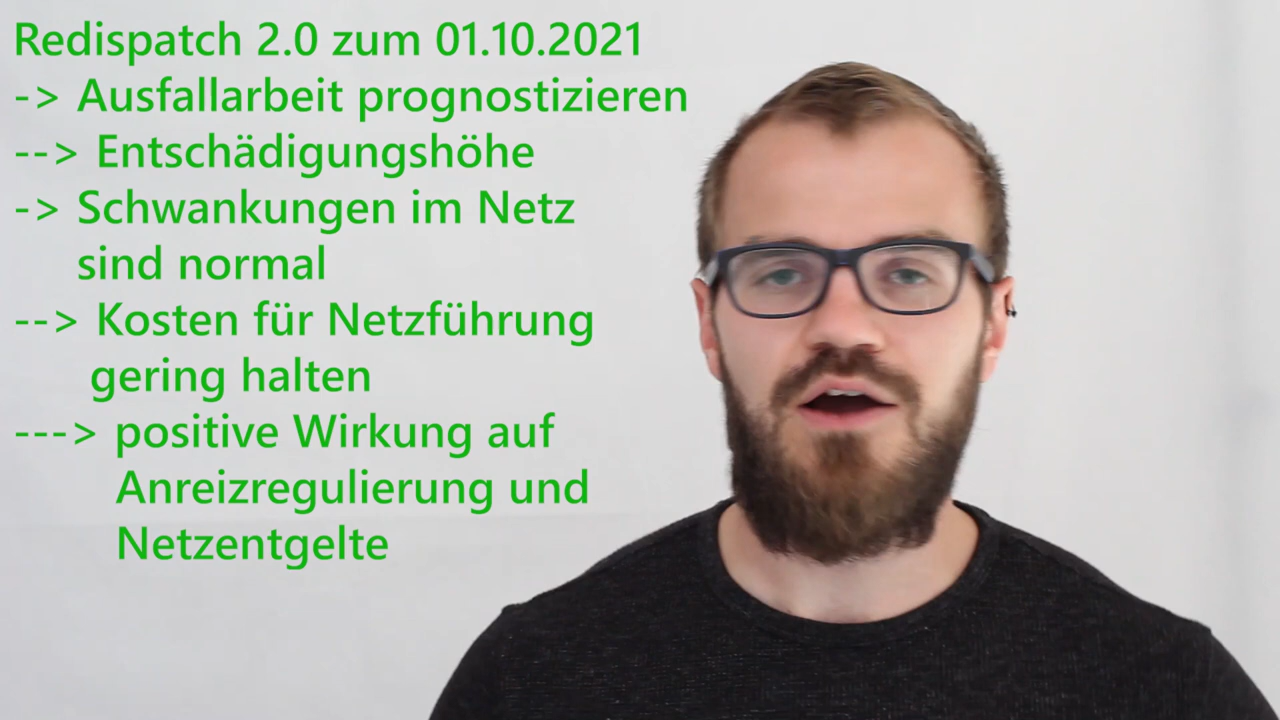 Redispatch 2.0 zum 01.10.2021
-> Ausfallarbeit prognostizieren
--> Entschädigungshöhe
-> Schwankungen im Netz
sind normal
--> Kosten für Netzführung
gering halten
---> positive Wirkung auf
Anreizregulierung und
Netzentgelte